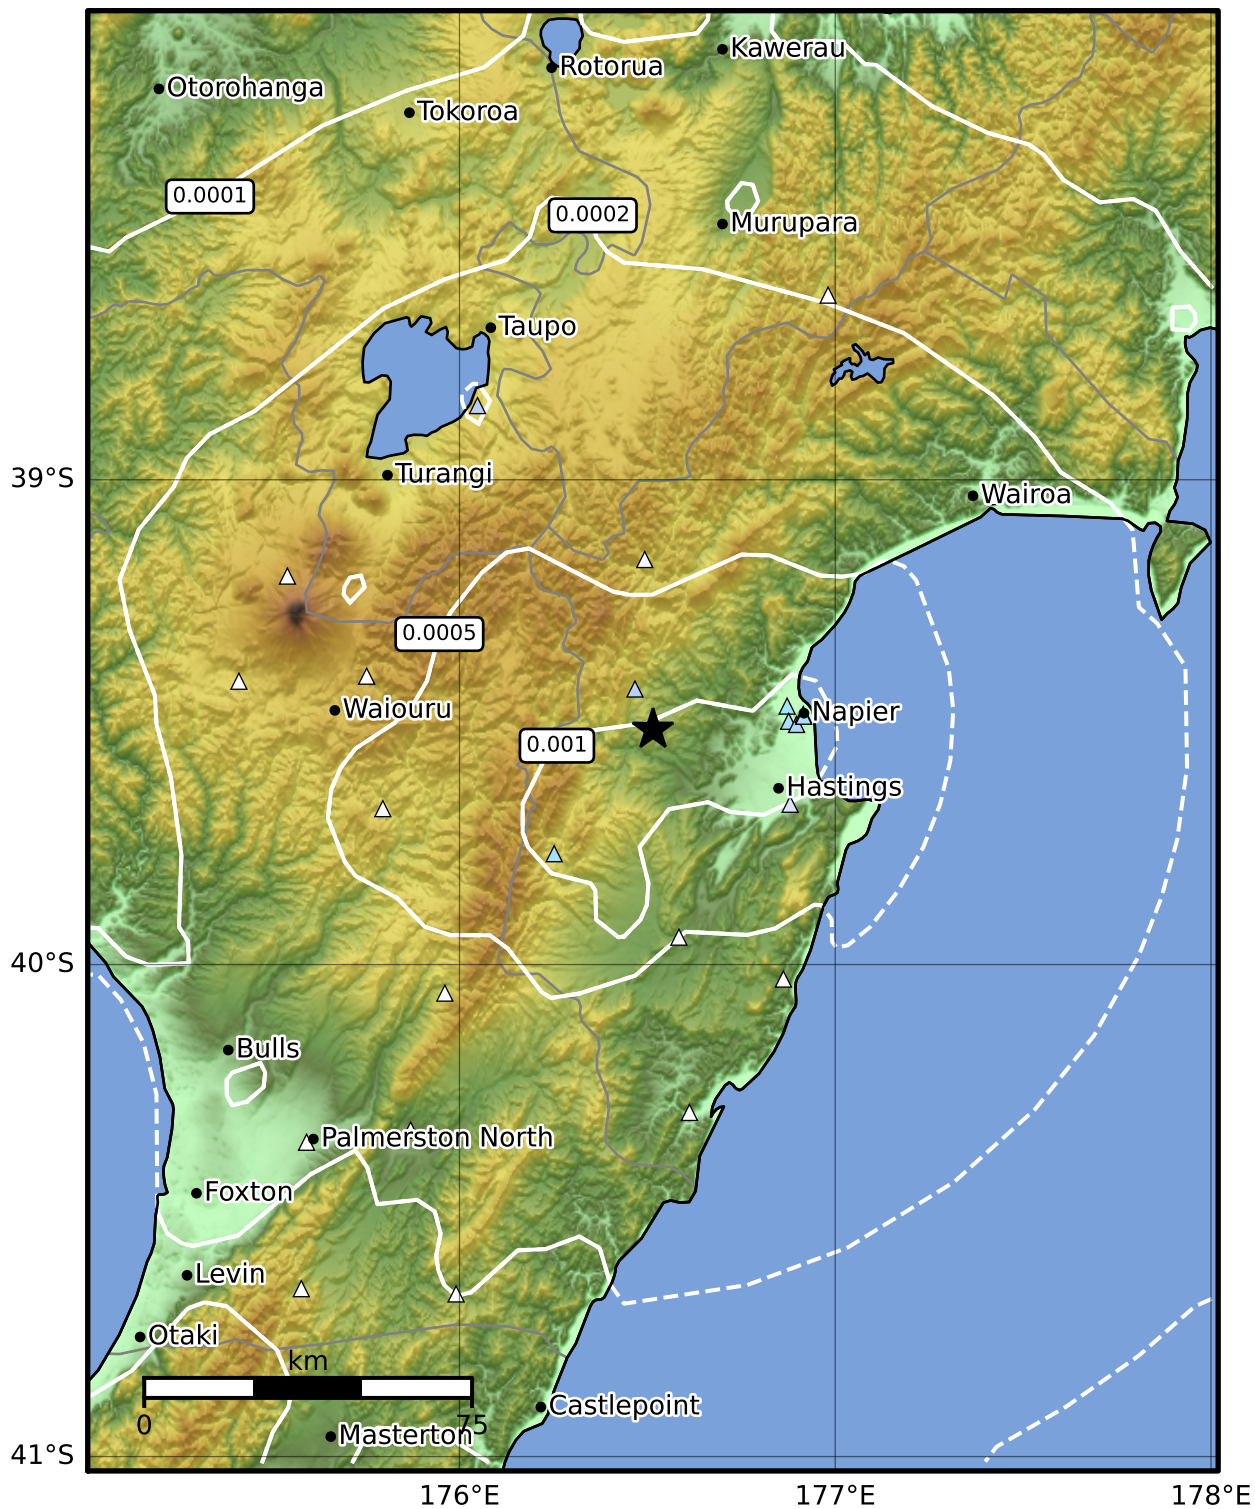 Kawerau
Rotorua
Otorohanga
Tokoroa
0.0001
0.0002
Murupara
Taupo
Turangi
39°S
Wairoa
0.0005
Waiouru
Napier
0.001
Hastings
40°S
Bulls
Palmerston North
Foxton
Levin
Otaki
km
0
75
Castlepoint
Masterton
41°S
176°E
177°E
178°E